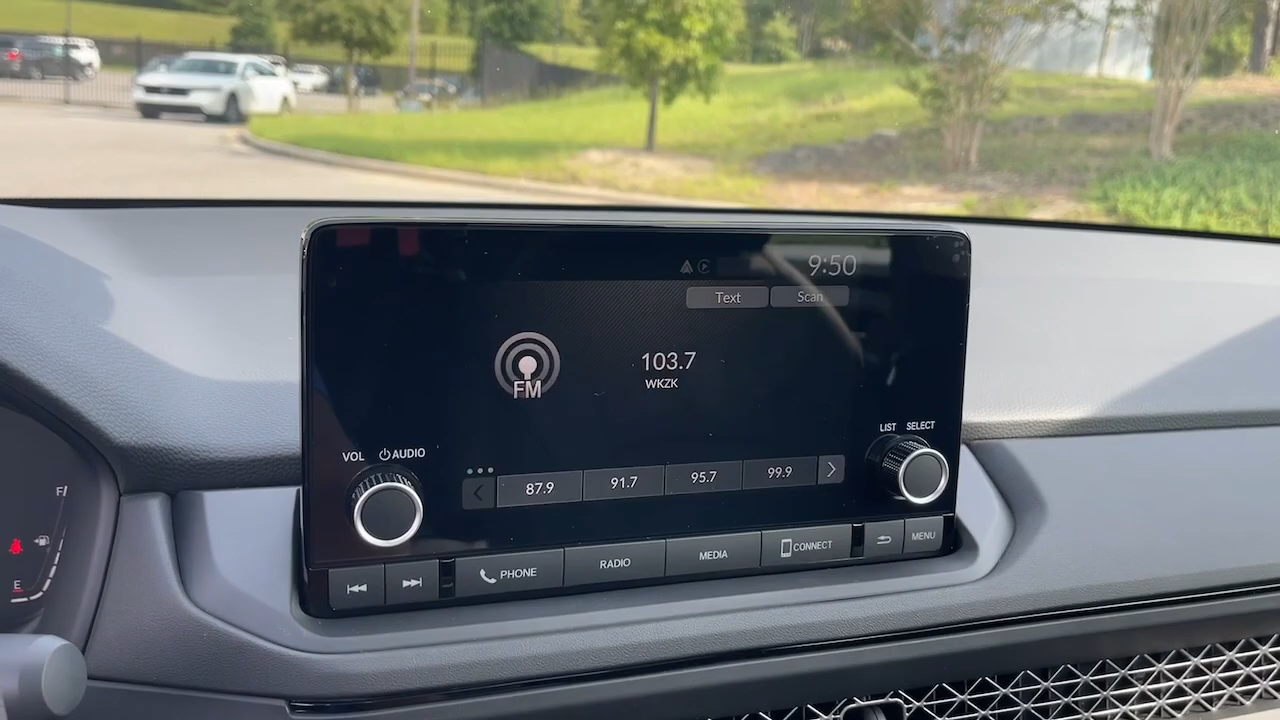 9:50
Text Scan
103.7
WKZK
FM
LIST SELECT
VOL AUDIO
87.9 91.7 95.7 99.9
PHONE RADIO MEDIA CONNECT MENU
F
E